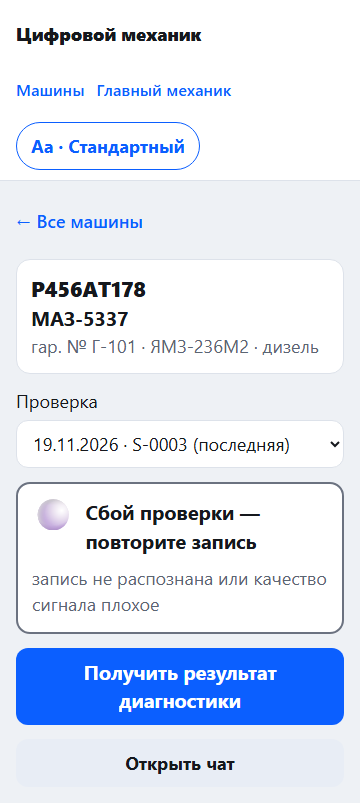 Цифровой механик
Машины Главный механик
Aa · Стандартный
← Все машины
Р456АТ178
МАЗ-5337
гар. № Г-101 · ЯМЗ-236М2 · дизель
Проверка
19.11.2026 · S-0003 (последняя)
Сбой проверки —
повторите запись
запись не распознана или качество
сигнала плохое
Получить результат
диагностики
Открыть чат